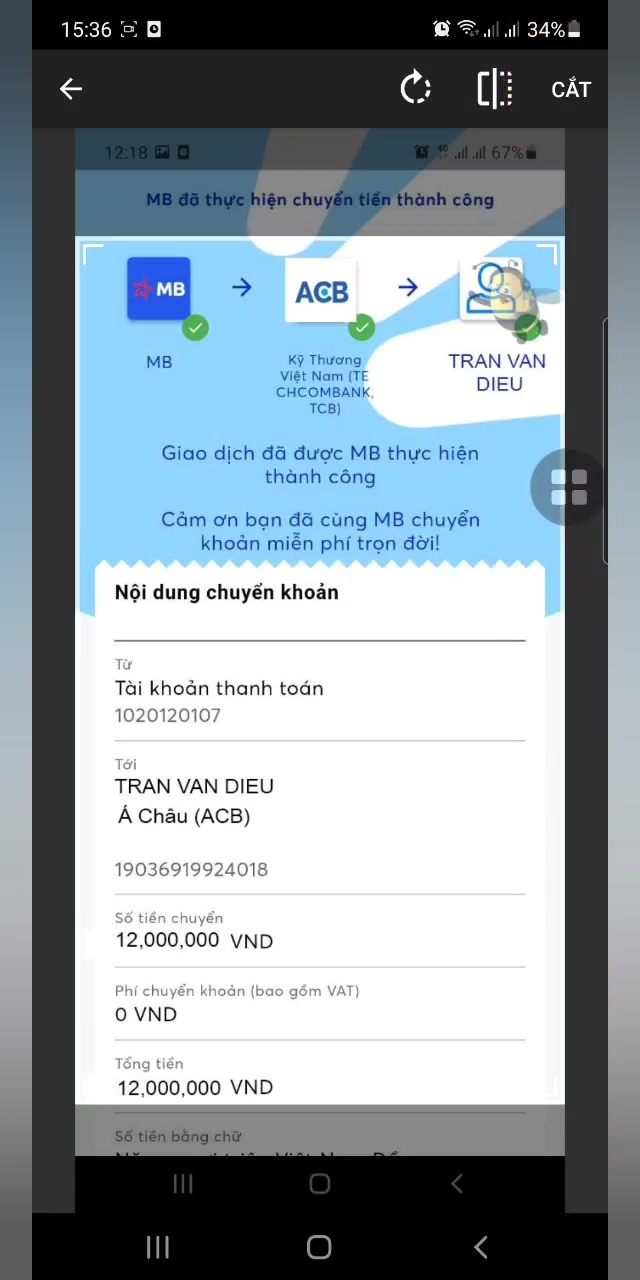 15:36
34%
CẮT
12:18
4G
67%
MB đã thực hiện chuyển tiền thành công
MB
ACB
MB
Kỹ Thương
Việt Nam (TE
CHCOMBANK,
TCB)
TRAN VAN
DIEU
Giao dịch đã được MB thực hiện
thành công
Cảm ơn bạn đã cùng MB chuyển
khoản miễn phí trọn đời!
Nội dung chuyển khoản
Từ
Tài khoản thanh toán
1020120107
Tới
TRAN VAN DIEU
Á Châu (ACB)
19036919924018
Số tiền chuyển
12,000,000 VND
Phí chuyển khoản (bao gồm VAT)
0 VND
Tổng tiền
12,000,000 VND
Số tiền bằng chữ